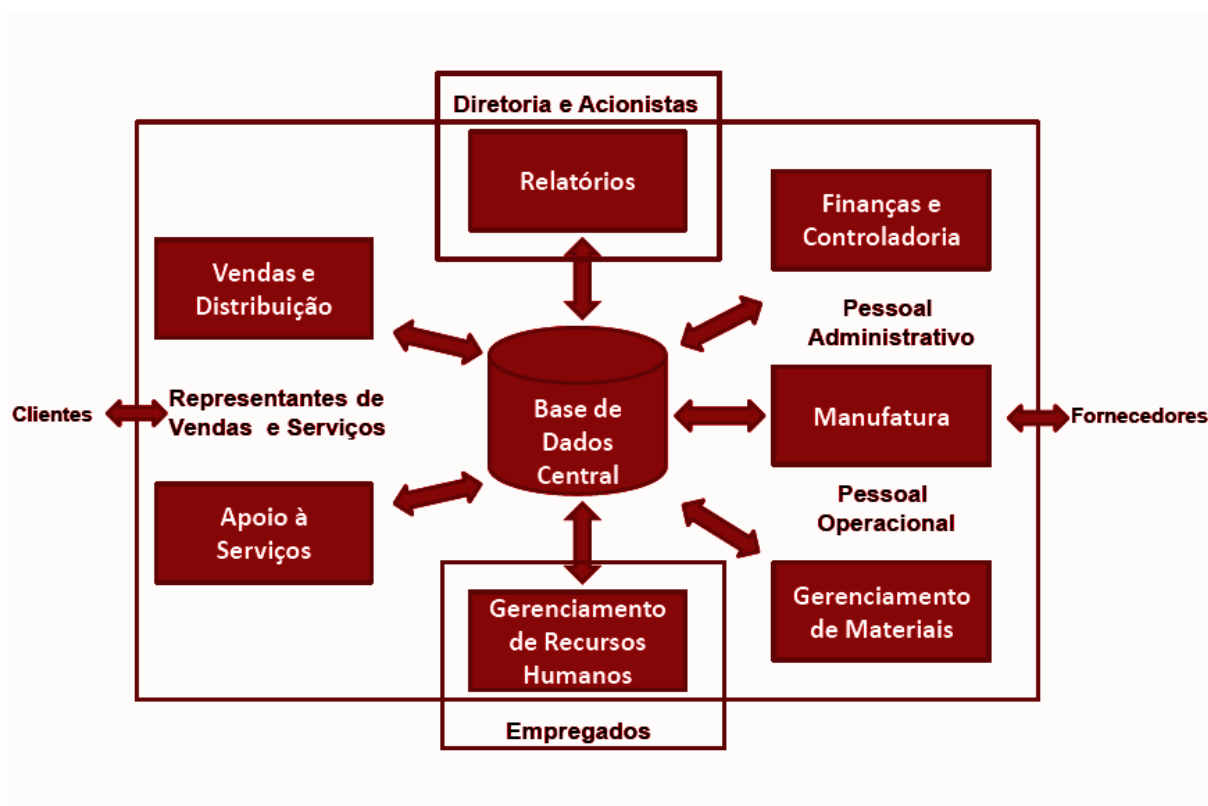 Diretoria e Acionistas
Relatórios
Finanças e
Controladoria
Vendas e
Distribuição
Pessoal
Administrativo
Base de
Dados
Central
Manufatura
Clientes
Representantes de
Vendas e Serviços
Fornecedores
Apoio à
Serviços
Pessoal
Operacional
Gerenciamento
de Recursos
Humanos
Gerenciamento
de Materiais
Empregados